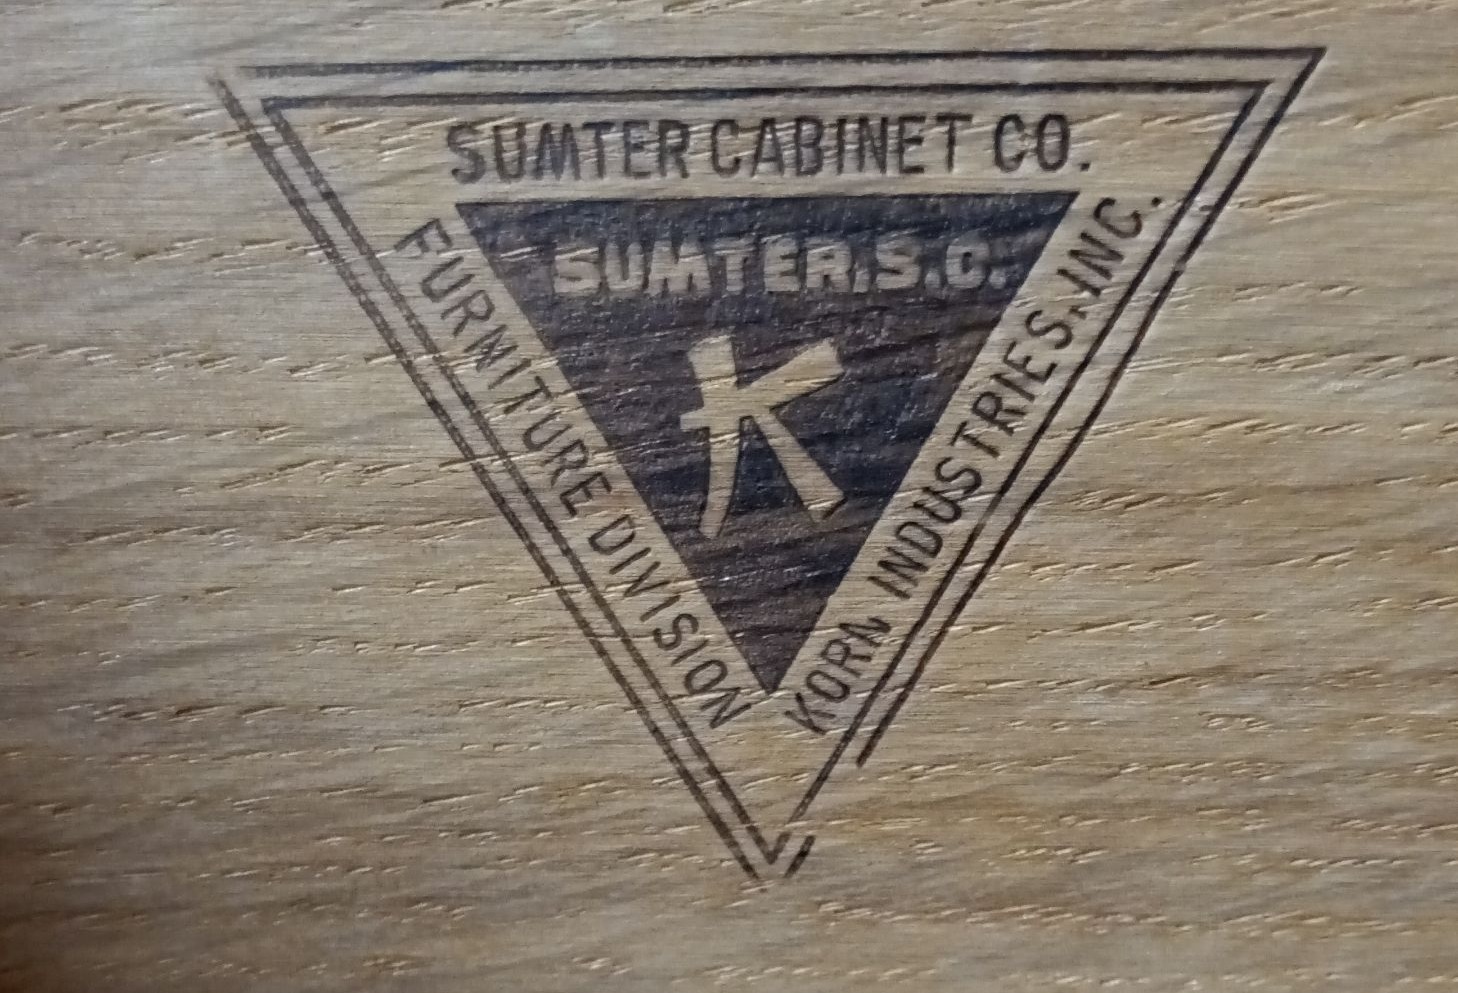 SUMTER CABINET CO.
SUMTER, S.C.
K
FURNITURE DIVISION
KORN INDUSTRIES, INC.